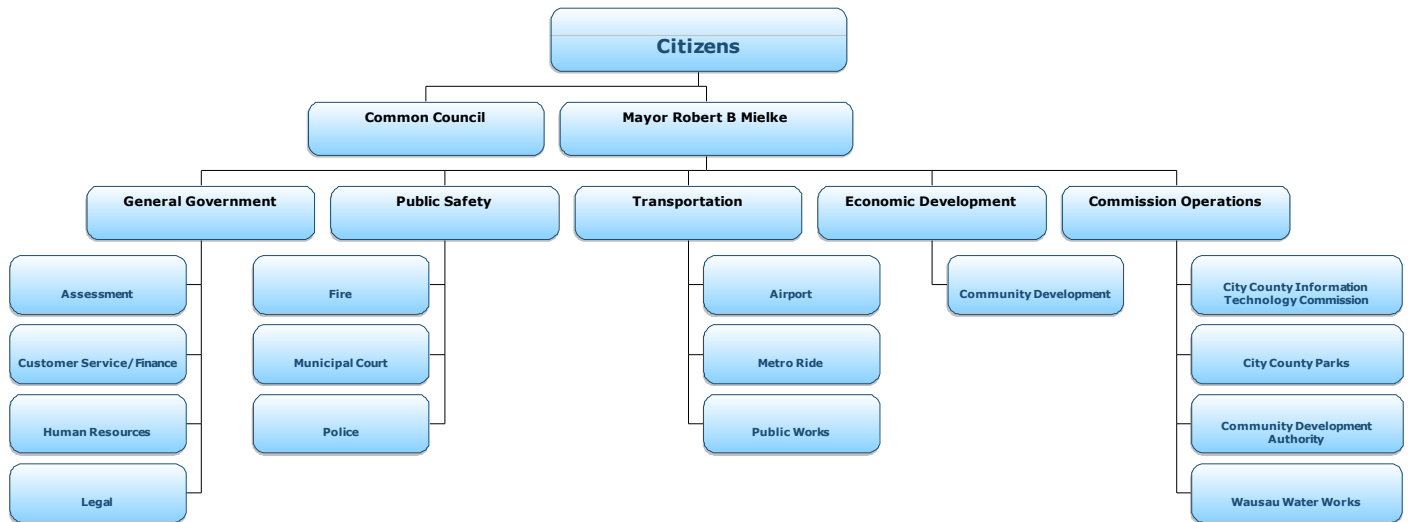 Citizens
Common Council
Mayor Robert B Mielke
General Government
Public Safety
Transportation
Economic Development
Commission Operations
Assessment
Customer Service/Finance
Human Resources
Legal
Fire
Municipal Court
Police
Airport
Metro Ride
Public Works
Community Development
City County Information
Technology Commission
City County Parks
Community Development
Authority
Wausau Water Works